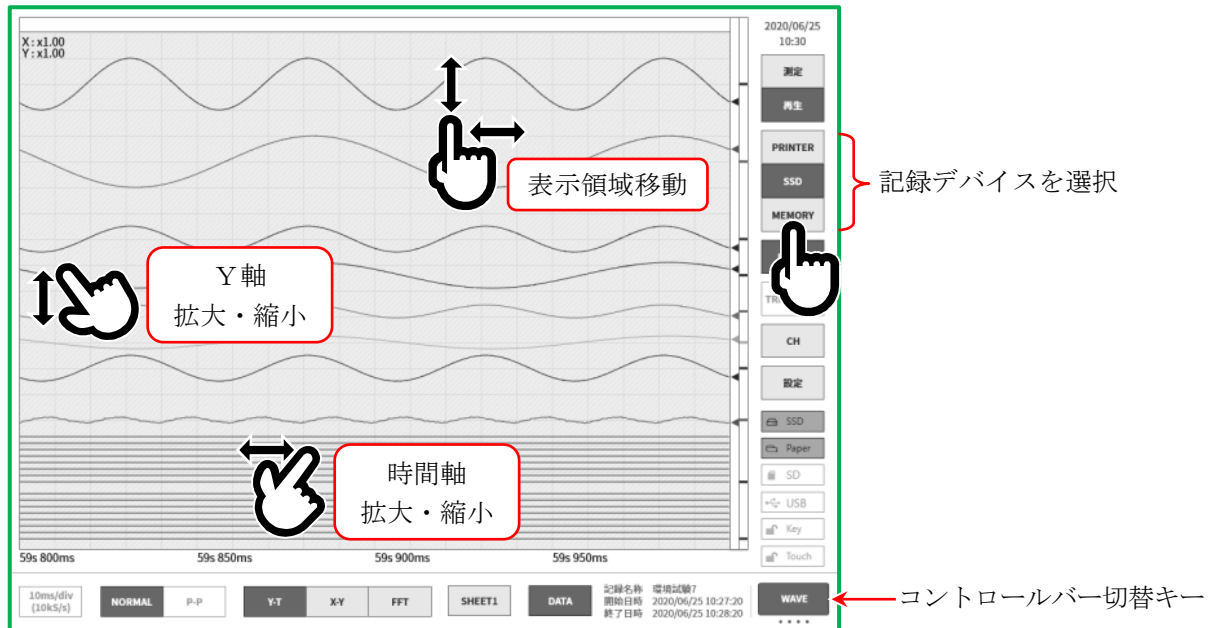 2020/06/25
10:30
X:x1.00
Y:x1.00
測定
再生
PRINTER
SSD
MEMORY
記録デバイスを選択
表示領域移動
Y軸
拡大・縮小
CH
設定
SSD
Paper
SD
USB
Key
Touch
時間軸
拡大・縮小
59s 800ms
59s 850ms
59s 900ms
59s 950ms
10ms/div
(10kS/s)
NORMAL
P-P
Y-T
X-Y
FFT
SHEET1
DATA
記録名称 環境試験7
開始日時 2020/06/25 10:27:20
終了日時 2020/06/25 10:28:20
WAVE
コントロールバー切替キー